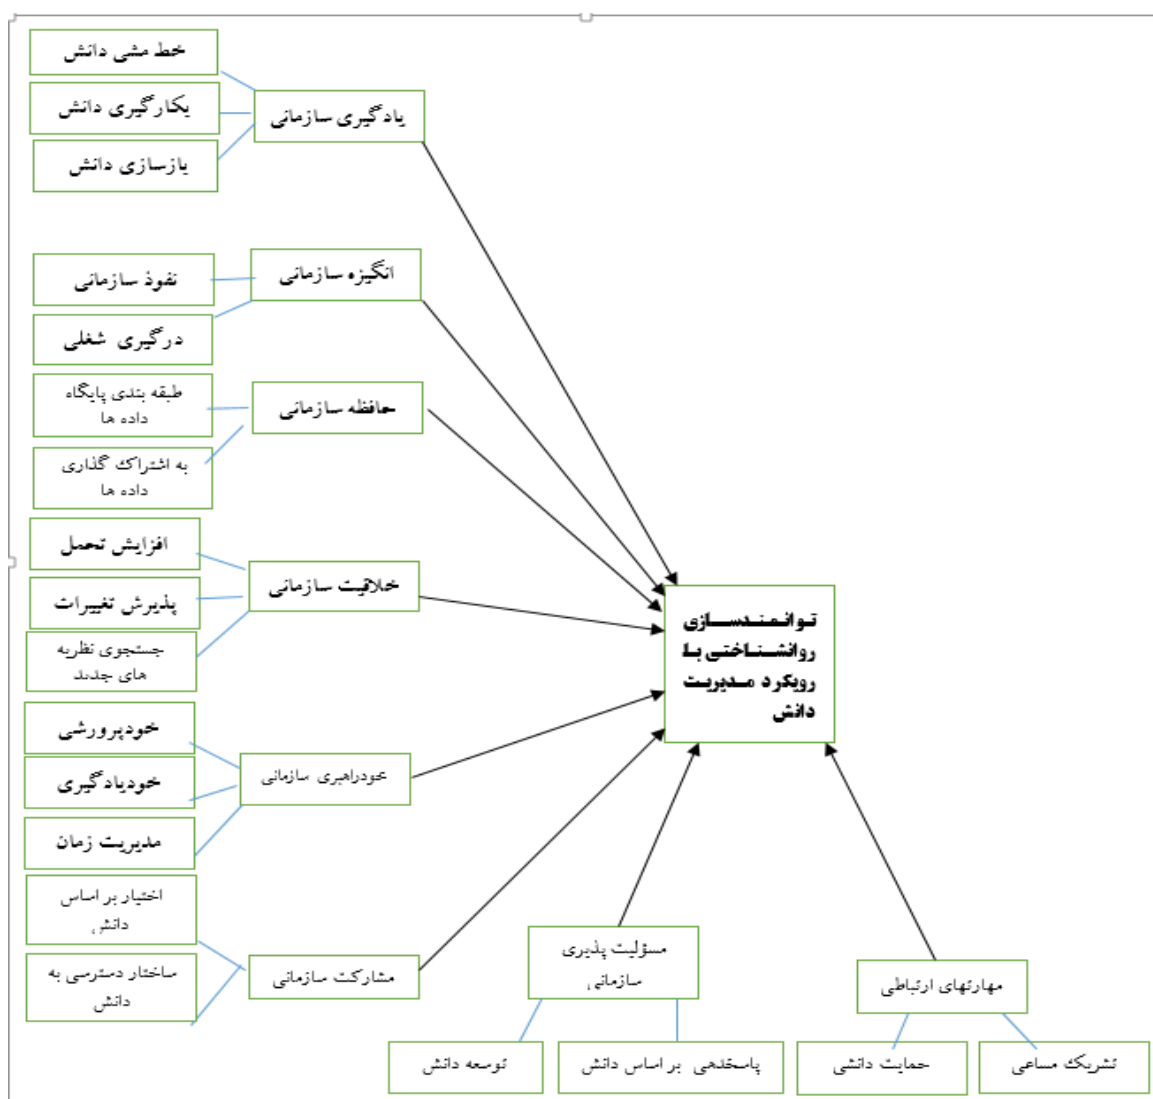 خط مشی دانش
یادگیری سازمانی
یکارگیری دانش
یازسازی دانش
انگیزه سازمانی
نفوذ سازمانی
درگیری شغلی
حافظه سازمانی
طبقه بندی پایگاه
داده ها
به اشتراک گذاری
داده ها
افزایش تحمل
خلاقیت سازمانی
پذیرش تغییرات
جستجوی نظریه
های جدید
توانمندسازی
روانشناختی با
رویکرد مدیریت
دانش
خودپرورشی
خودراهبری سازمانی
خودیادگیری
مدیریت زمان
اختیار بر اساس
دانش
مشارکت سازمانی
ساختار دسترسی به
دانش
مسؤلیت پذیری
سازمانی
مهارتهای ارتباطی
تشریک مساعی
حمایت دانشی
پاسخدهی بر اساس دانش
توسعه دانش